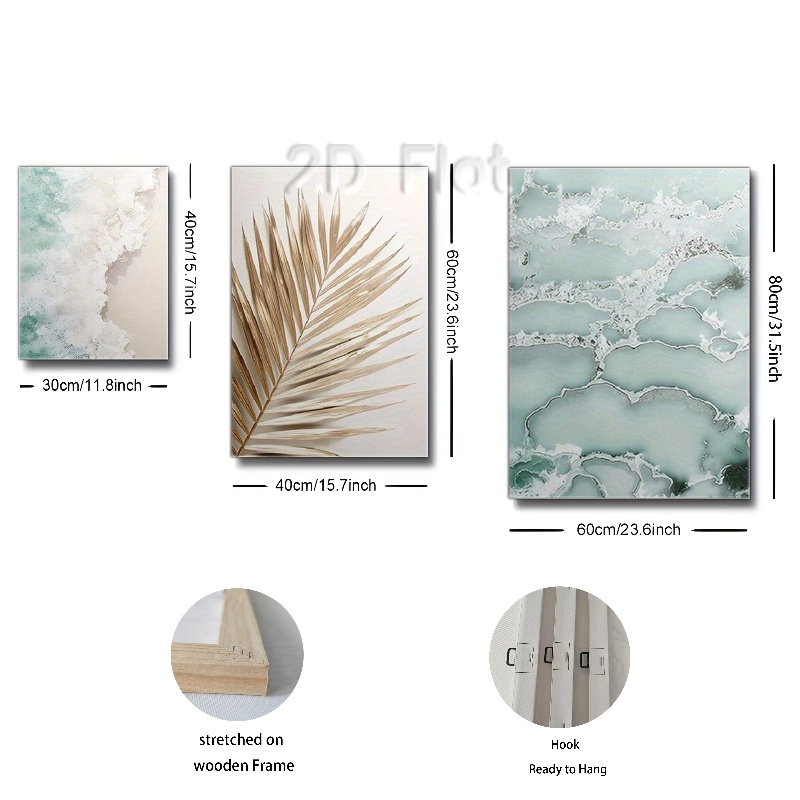 2D Flat
40cm/15.7inch
30cm/11.8inch
60cm/23.6inch
40cm/15.7inch
80cm/31.5inch
60cm/23.6inch
stretched on
wooden Frame
Hook
Ready to Hang